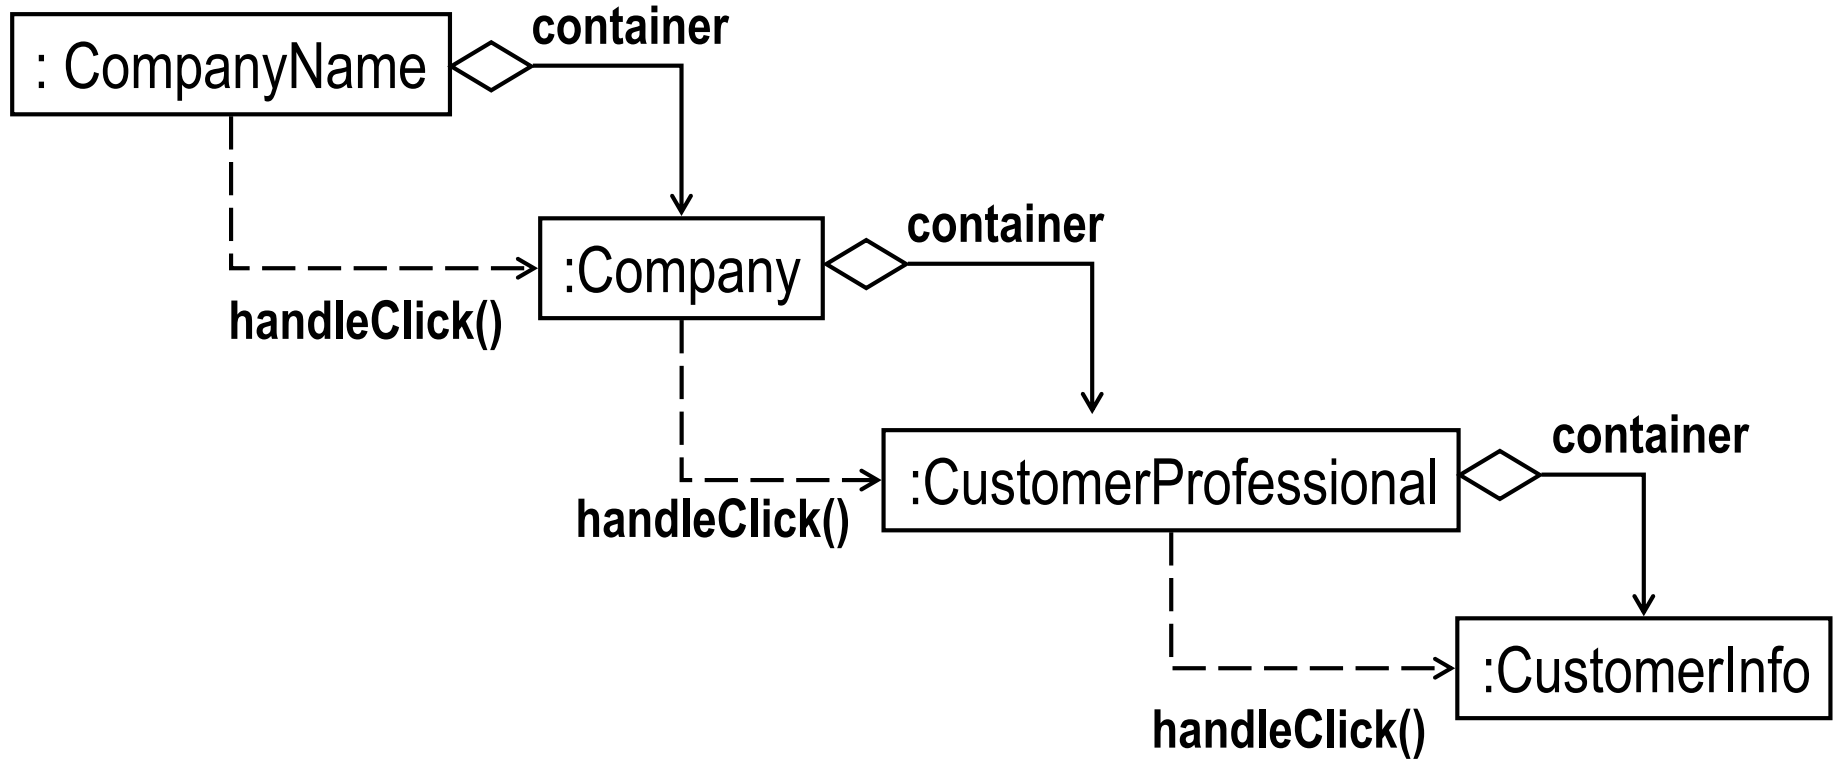 container
: CompanyName
container
:Company
handleClick()
container
:CustomerProfessional
handleClick()
:CustomerInfo
handleClick()